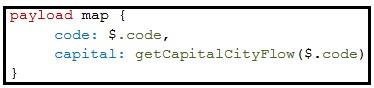 payload map {
code: $.code,
capital: getCapitalCityFlow($.code)
}